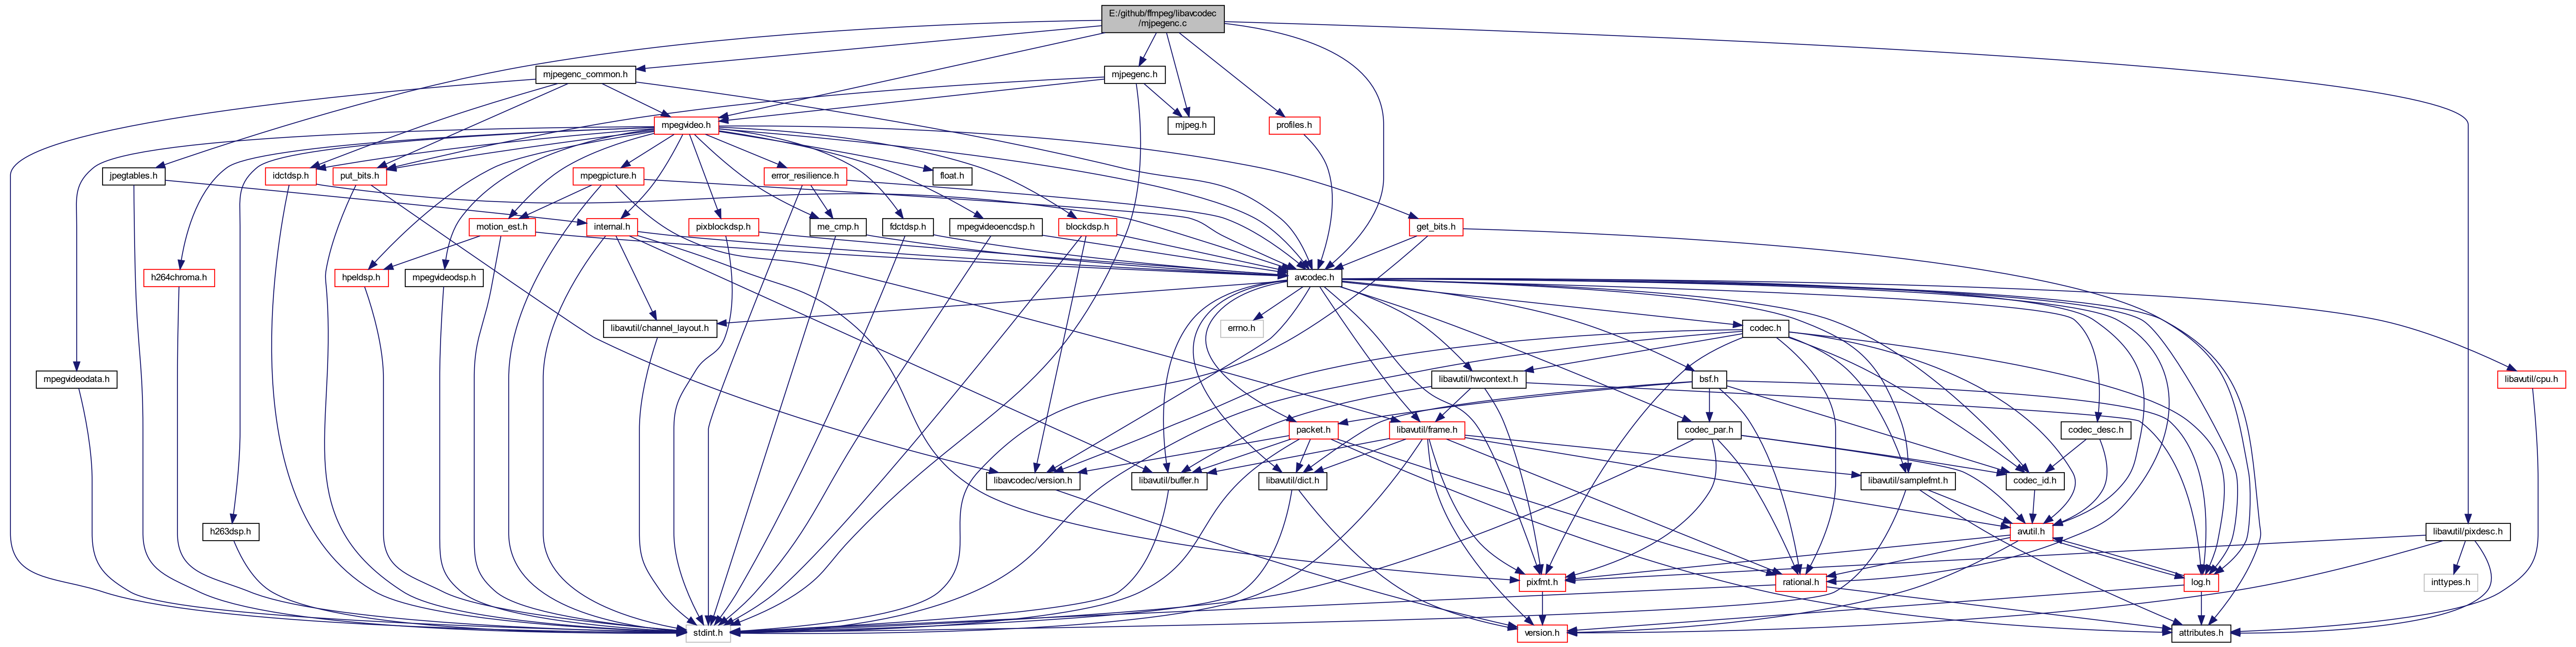 E:/github/ffmpeg/libavcodec
/mjpegenc.c
mjpegenc_common.h
mjpegenc.h
mpegvideo.h
mjpeg.h
profiles.h
jpegtables.h
idctdsp.h
put_bits.h
mpegpicture.h
error_resilience.h
float.h
motion_est.h
internal.h
pixblockdsp.h
me_cmp.h
fdctdsp.h
mpegvideoencdsp.h
blockdsp.h
get_bits.h
h264chroma.h
hpeldsp.h
mpegvideodsp.h
avcodec.h
libavutil/channel_layout.h
errno.h
codec.h
mpegvideodata.h
libavutil/hwcontext.h
bsf.h
libavutil/cpu.h
packet.h
libavutil/frame.h
codec_par.h
codec_desc.h
libavcodec/version.h
libavutil/buffer.h
libavutil/dict.h
libavutil/samplefmt.h
codec_id.h
h263dsp.h
avutil.h
libavutil/pixdesc.h
pixfmt.h
rational.h
log.h
inttypes.h
stdint.h
version.h
attributes.h